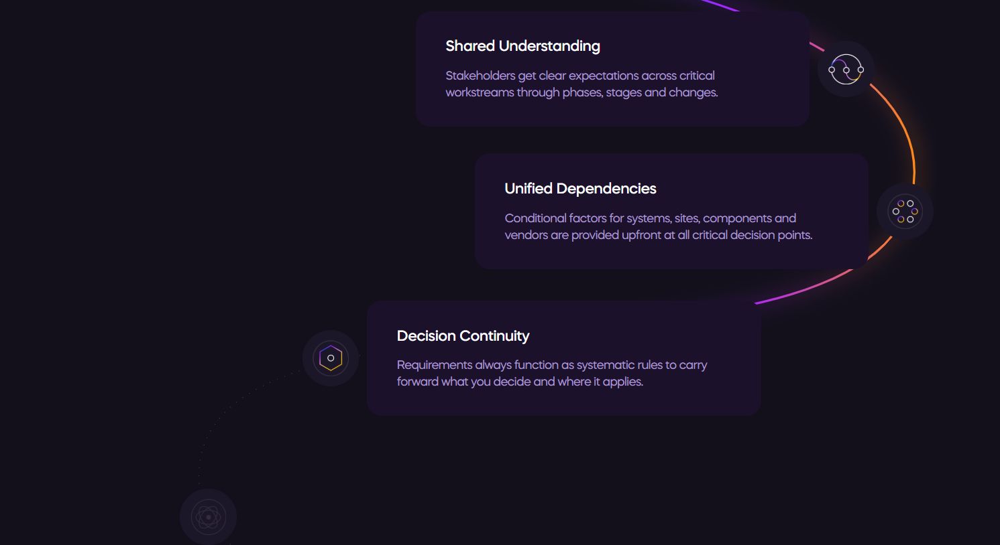 Shared Understanding
Stakeholders get clear expectations across critical
workstreams through phases, stages and changes.
Unified Dependencies
Conditional factors for systems, sites, components and
vendors are provided upfront at all critical decision points.
Decision Continuity
Requirements always function as systematic rules to carry
forward what you decide and where it applies.